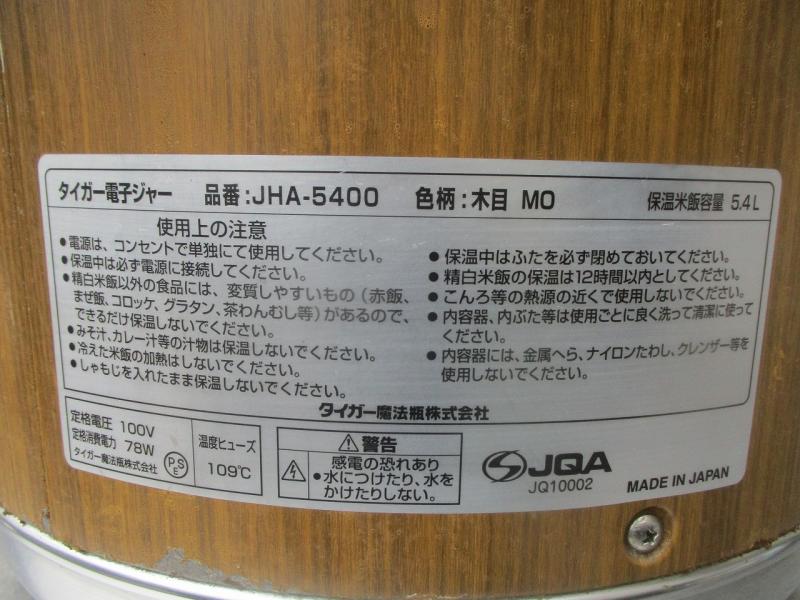 タイガー電子ジャー 品番:JHA-5400 色柄:木目 MO 保温米飯容量 5.4L
使用上の注意
●電源は、コンセントで単独にて使用してください。
●保温中は必ず電源に接続してください。
●精白米飯以外の食品には、変質しやすいもの(赤飯、
まぜ飯、コロッケ、グラタン、茶わんむし等)があるので、
できるだけ保温しないでください。
●みそ汁、カレー汁等の汁物は保温しないでください。
●冷えた米飯の加熱はしないでください。
●しゃもじを入れたまま保温しないでください。
●保温中はふたを必ず閉めておいてください。
●精白米飯の保温は12時間以内としてください。
●こんろ等の熱源の近くで使用しないでください。
●内容器、内ぶた等は使用ごとに良く洗って清潔に使って
ください。
●内容器には、金属へら、ナイロンたわし、クレンザー等を
使用しないでください。
タイガー魔法瓶株式会社
定格電圧 100V
定格消費電力 78W
タイガー魔法瓶株式会社
PSE
温度ヒューズ
109℃
⚠警告
感電の恐れあり
●水につけたり、水を
かけたりしない。
JQA
JQ10002
MADE IN JAPAN